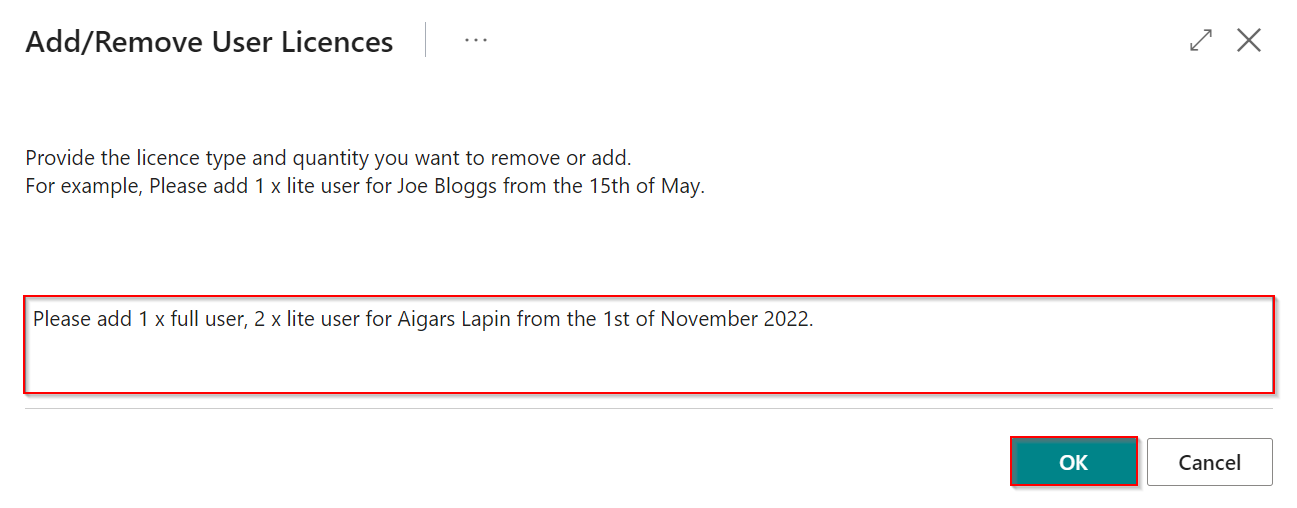 Add/Remove User Licences
Provide the licence type and quantity you want to remove or add.
For example, Please add 1 x lite user for Joe Bloggs from the 15th of May.
Please add 1 x full user, 2 x lite user for Aigars Lapin from the 1st of November 2022.
OK
Cancel